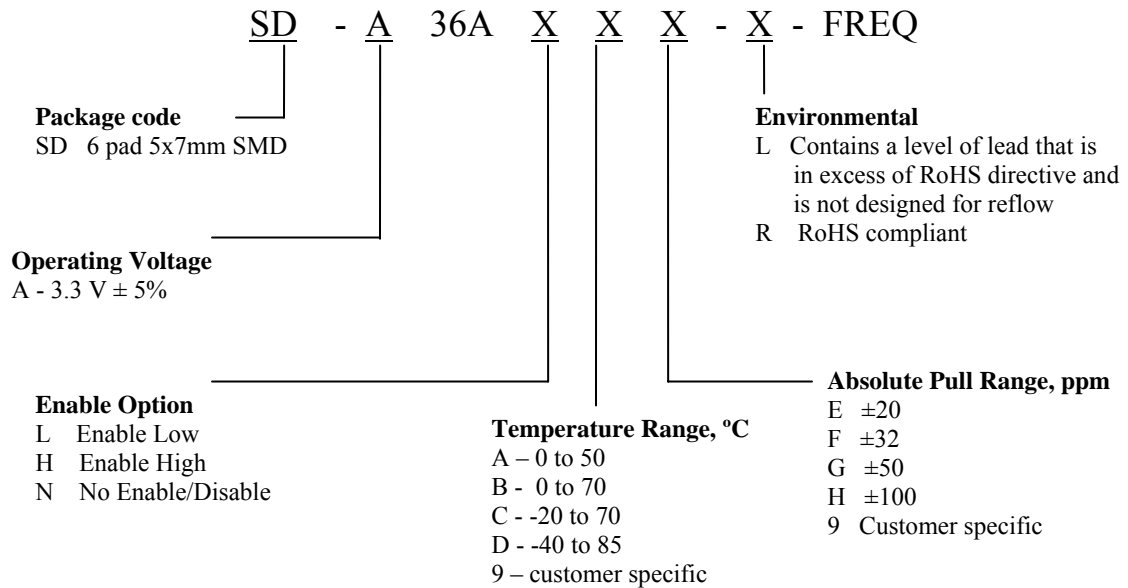 SD - A 36A X X X - X - FREQ
Package code
SD 6 pad 5x7mm SMD
Environmental
L Contains a level of lead that is
in excess of RoHS directive and
is not designed for reflow
R RoHS compliant
Operating Voltage
A - 3.3 V ± 5%
Enable Option
L Enable Low
H Enable High
N No Enable/Disable
Temperature Range, ºC
A – 0 to 50
B - 0 to 70
C - -20 to 70
D - -40 to 85
9 – customer specific
Absolute Pull Range, ppm
E ±20
F ±32
G ±50
H ±100
9 Customer specific